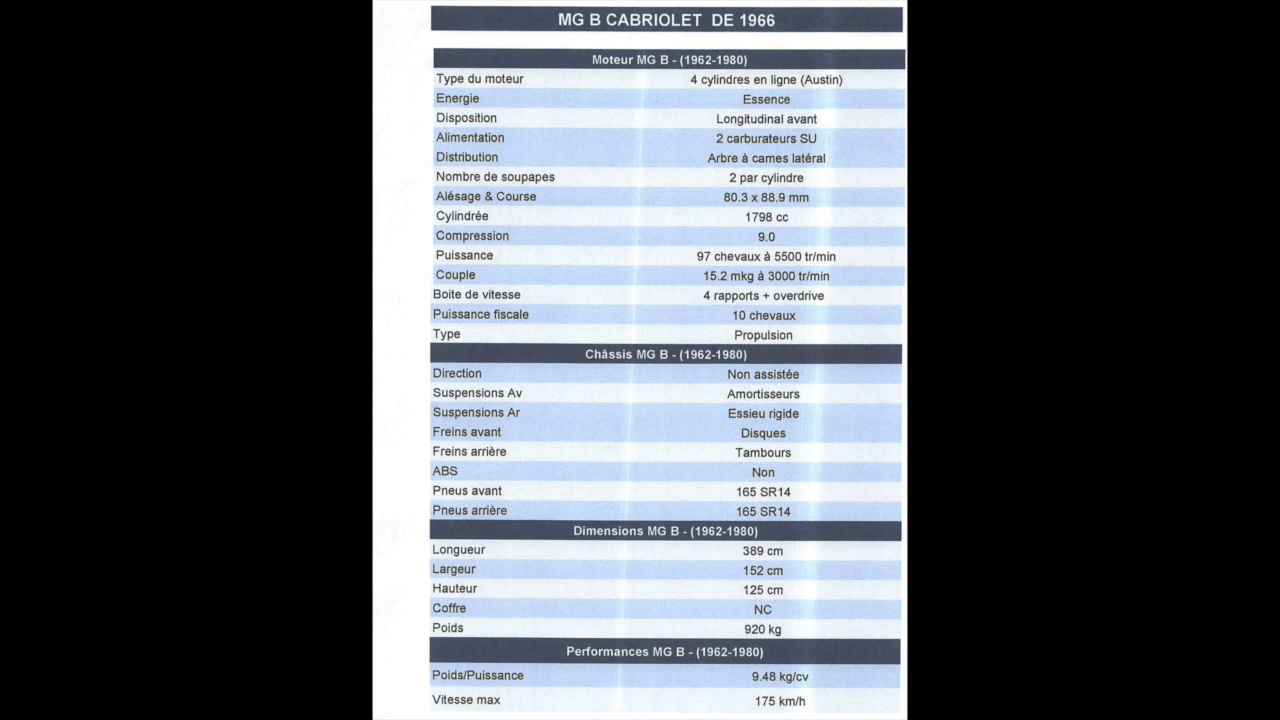 MG B CABRIOLET DE 1966
Moteur MG B - (1962-1980)
Type du moteur 4 cylindres en ligne (Austin)
Energie Essence
Disposition Longitudinal avant
Alimentation 2 carburateurs SU
Distribution Arbre à cames latéral
Nombre de soupapes 2 par cylindre
Alésage & Course 80.3 x 88.9 mm
Cylindrée 1798 cc
Compression 9.0
Puissance 97 chevaux à 5500 tr/min
Couple 15.2 mkg à 3000 tr/min
Boite de vitesse 4 rapports + overdrive
Puissance fiscale 10 chevaux
Type Propulsion
Châssis MG B - (1962-1980)
Direction Non assistée
Suspensions Av Amortisseurs
Suspensions Ar Essieu rigide
Freins avant Disques
Freins arrière Tambours
ABS Non
Pneus avant 165 SR14
Pneus arrière 165 SR14
Dimensions MG B - (1962-1980)
Longueur 389 cm
Largeur 152 cm
Hauteur 125 cm
Coffre NC
Poids 920 kg
Performances MG B - (1962-1980)
Poids/Puissance 9.48 kg/cv
Vitesse max 175 km/h